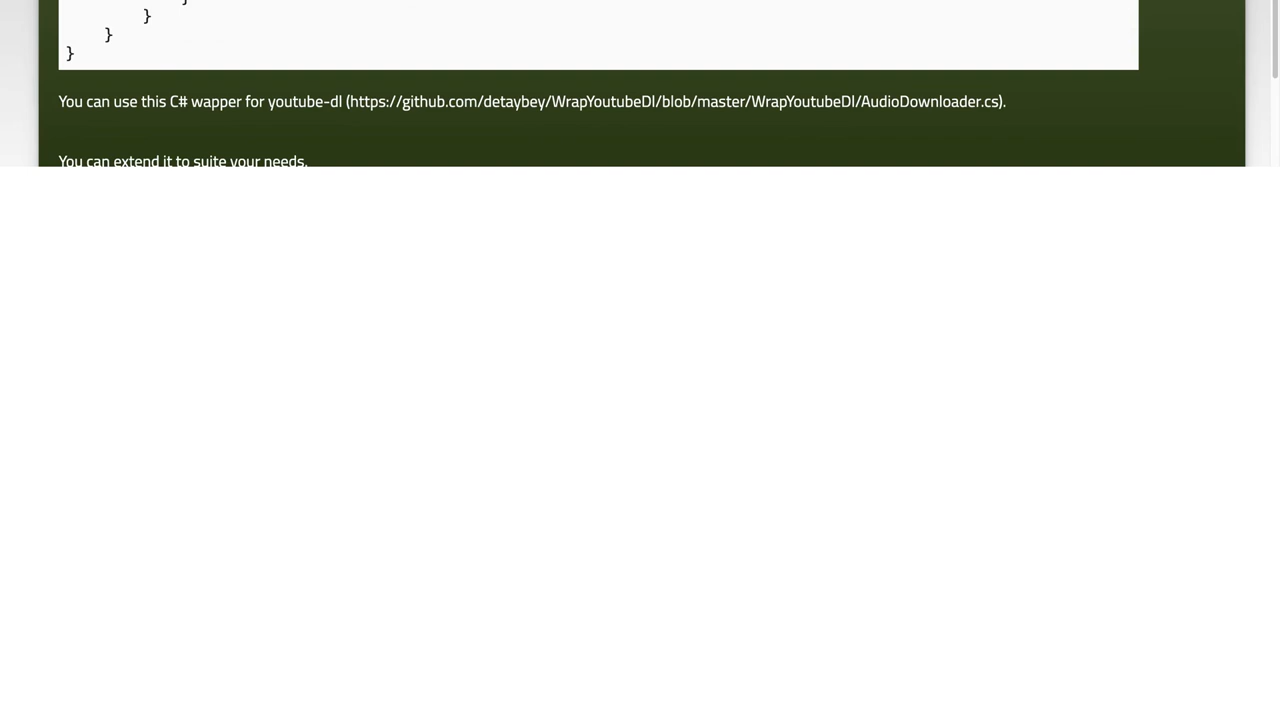 }
}
}
}
You can use this C# wapper for youtube-dl (https://github.com/detaybey/WrapYoutubeDl/blob/master/WrapYoutubeDl/AudioDownloader.cs).
You can extend it to suite your needs.